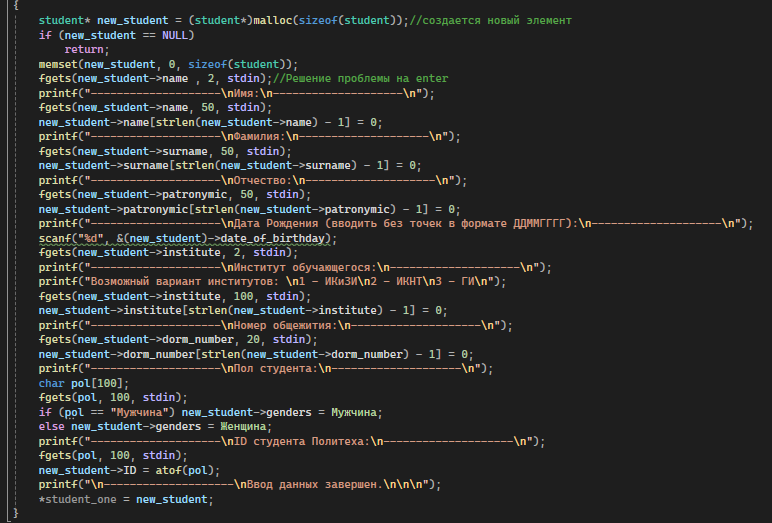 {
student* new_student = (student*)malloc(sizeof(student));//создается новый элемент
if (new_student == NULL)
return;
memset(new_student, 0, sizeof(student));
fgets(new_student->name , 2, stdin);//Решение проблемы на enter
printf("--------------------\nИмя:\n--------------------\n");
fgets(new_student->name, 50, stdin);
new_student->name[strlen(new_student->name) - 1] = 0;
printf("--------------------\nФамилия:\n--------------------\n");
fgets(new_student->surname, 50, stdin);
new_student->surname[strlen(new_student->surname) - 1] = 0;
printf("--------------------\nОтчество:\n--------------------\n");
fgets(new_student->patronymic, 50, stdin);
new_student->patronymic[strlen(new_student->patronymic) - 1] = 0;
printf("--------------------\nДата Рождения (вводить без точек в формате ДДММГГГГ):\n--------------------\n");
scanf("%d", &(new_student)->date_of_birthday);
fgets(new_student->institute, 2, stdin);
printf("--------------------\nИнститут обучающегося:\n--------------------\n");
printf("Возможный вариант институтов: \n1 - ИКиЗИ\n2 - ИКНТ\n3 - ГИ\n");
fgets(new_student->institute, 100, stdin);
new_student->institute[strlen(new_student->institute) - 1] = 0;
printf("--------------------\nНомер общежития:\n--------------------\n");
fgets(new_student->dorm_number, 20, stdin);
new_student->dorm_number[strlen(new_student->dorm_number) - 1] = 0;
printf("--------------------\nПол студента:\n--------------------\n");
char pol[100];
fgets(pol, 100, stdin);
if (pol == "Мужчина") new_student->genders = Мужчина;
else new_student->genders = Женщина;
printf("--------------------\nID студента Политеха:\n--------------------\n");
fgets(pol, 100, stdin);
new_student->ID = atof(pol);
printf("\n--------------------\nВвод данных завершен.\n\n\n");
*student_one = new_student;
}